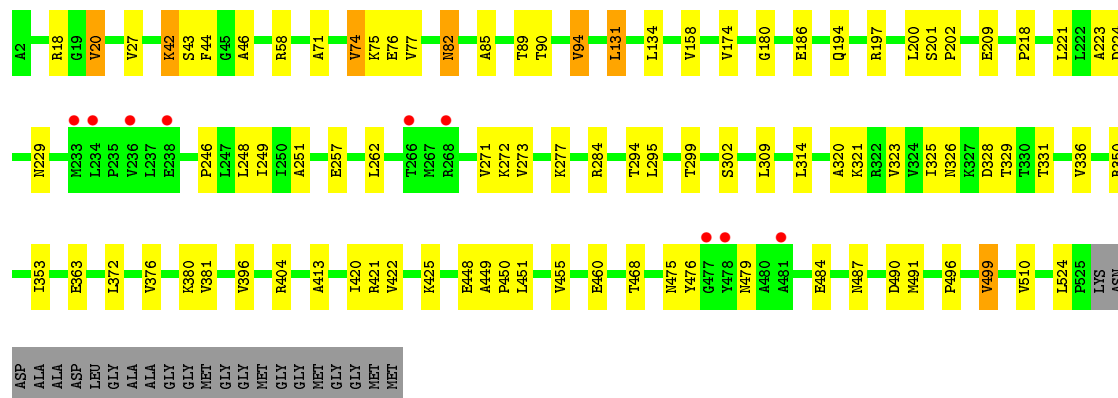 A2 R18 G19 V20 V27 K42 S43 F44 G45 A46 R58 A71 V74 K75 E76 V77 N82 A85 T89 T90 V94 L131 L134 V158 V174 G180 E186 Q194 R197 L200 S201 P202 E209 P218 L221 L222 A223 D224
N229 M233 L234 P235 V236 L237 E238 P246 L247 L248 I249 I250 A251 E257 L262 T266 M267 R268 V271 K272 V273 K277 R284 T294 L295 T299 S302 L309 L314 A320 K321 R322 V323 V324 I325 N326 K327 D328 T329 T330 T331 V336 R350
I353 E363 L372 V376 K380 V381 V396 R404 A413 I420 R421 V422 K425 E448 A449 P450 L451 V455 E460 T468 N475 Y476 G477 Y478 N479 A480 A481 E484 N487 D490 M491 P496 V499 V510 L524 P525 LYS ASN
ASP ALA ALA ASP LEU GLY ALA ALA GLY GLY MET GLY GLY MET GLY GLY MET GLY GLY MET MET